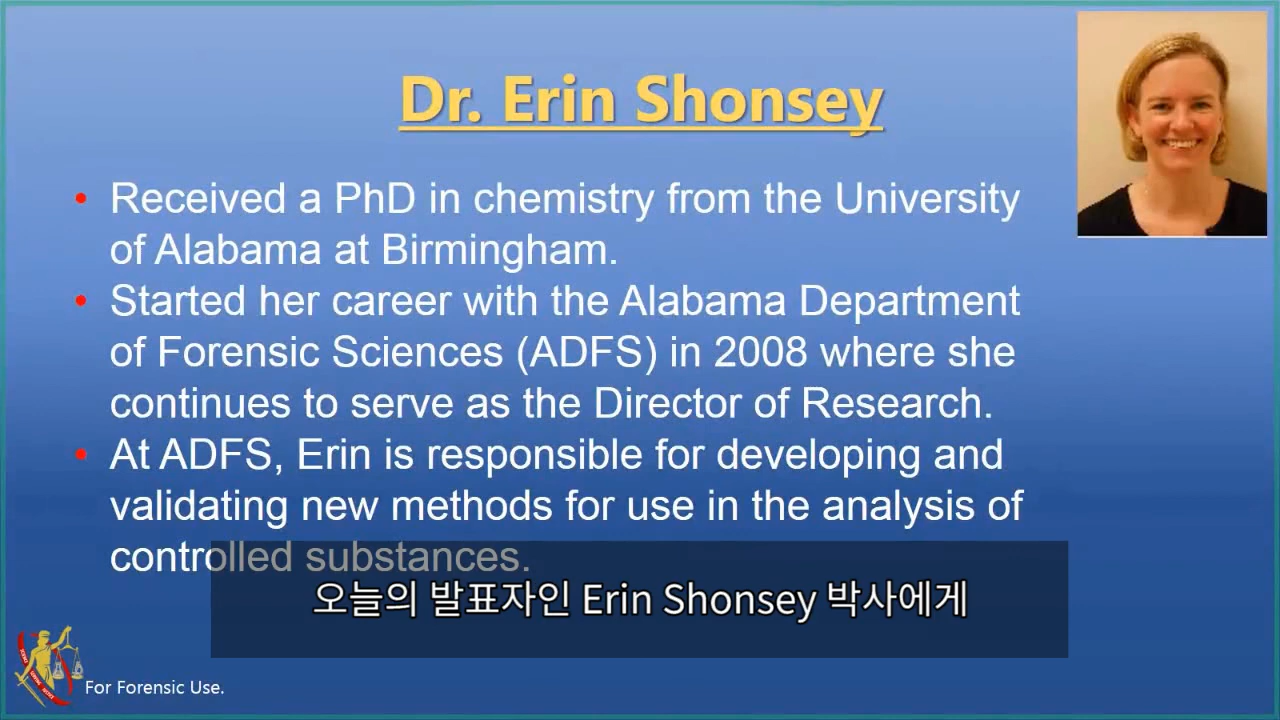 Dr. Erin Shonsey
• Received a PhD in chemistry from the University
of Alabama at Birmingham.
• Started her career with the Alabama Department
of Forensic Sciences (ADFS) in 2008 where she
continues to serve as the Director of Research.
• At ADFS, Erin is responsible for developing and
validating new methods for use in the analysis of
controlled substances.
오늘의 발표자인 Erin Shonsey 박사에게
For Forensic Use.